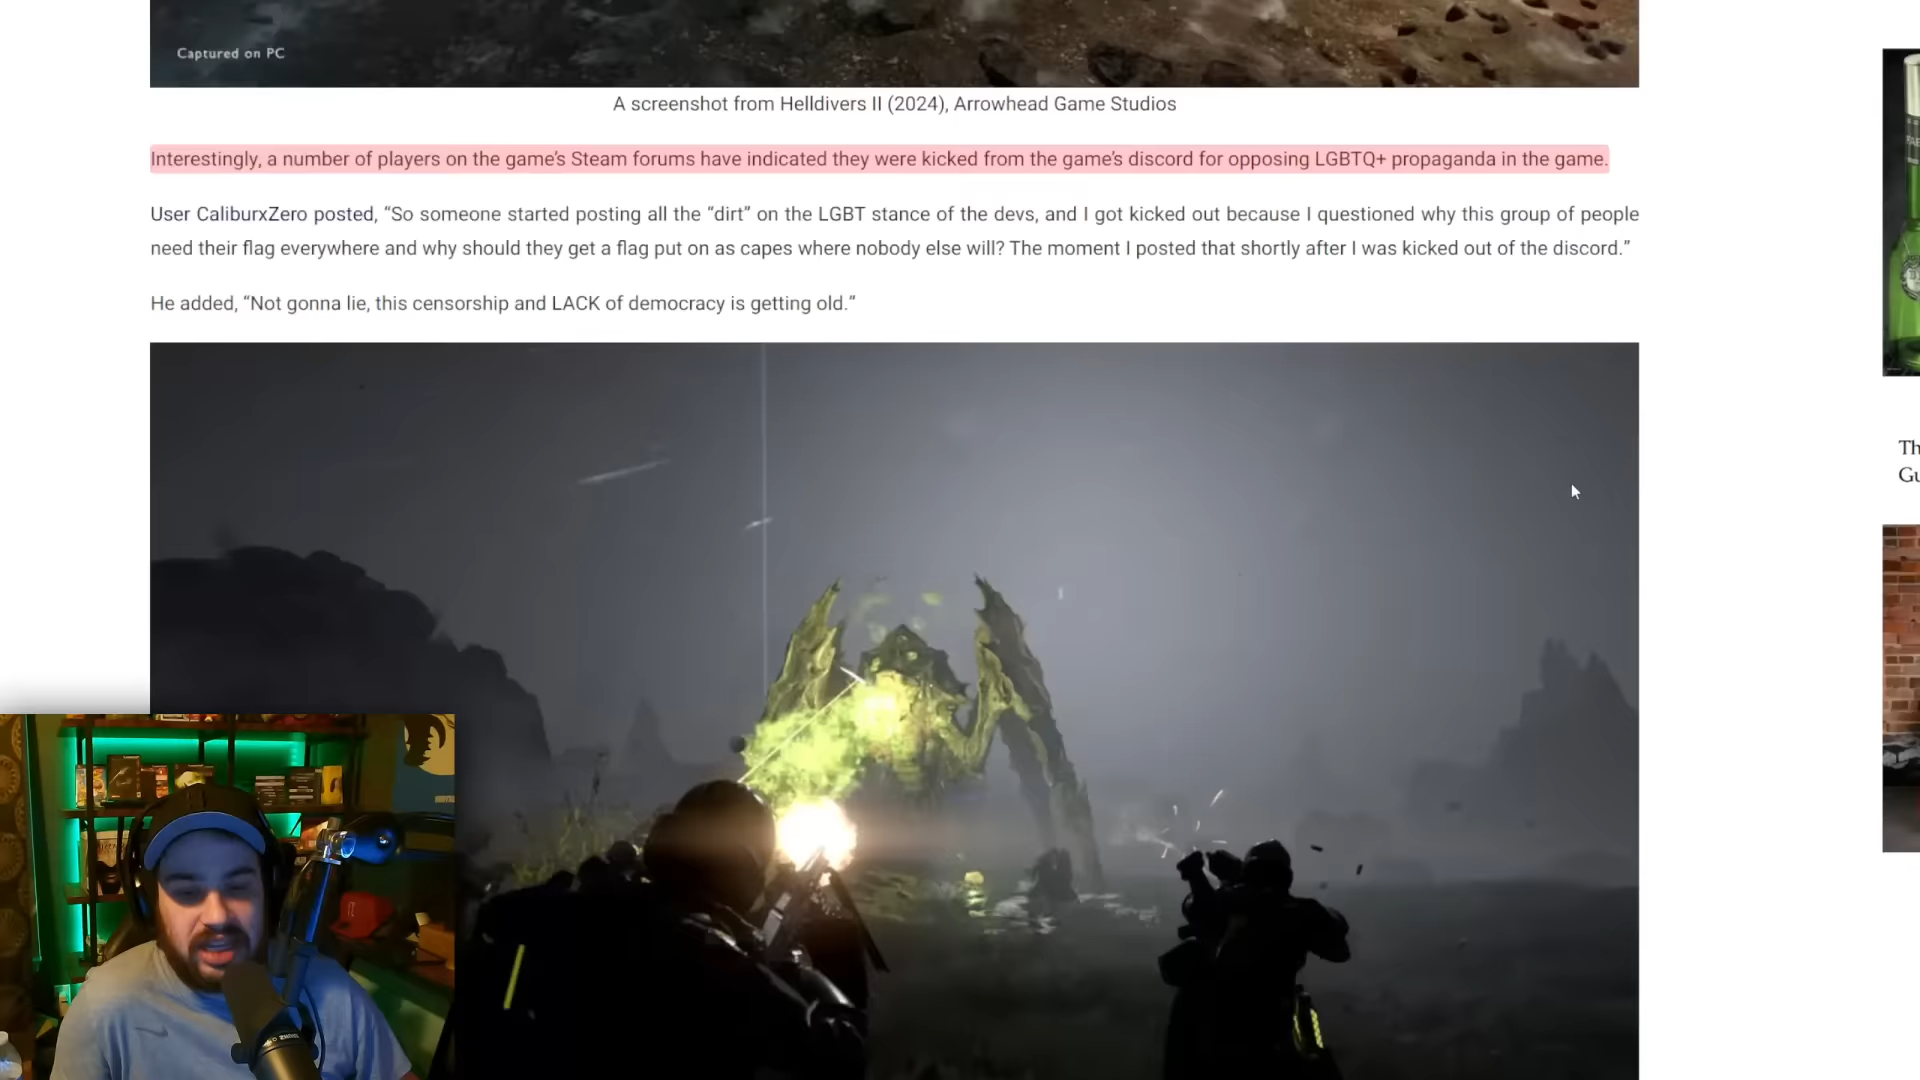 Captured on PC
A screenshot from Helldivers II (2024), Arrowhead Game Studios
Interestingly, a number of players on the game’s Steam forums have indicated they were kicked from the game’s discord for opposing LGBTQ+ propaganda in the game.
User CaliburxZero posted, “So someone started posting all the “dirt” on the LGBT stance of the devs, and I got kicked out because I questioned why this group of people
need their flag everywhere and why should they get a flag put on as capes where nobody else will? The moment I posted that shortly after I was kicked out of the discord.”
He added, “Not gonna lie, this censorship and LACK of democracy is getting old.”
Th
Gu